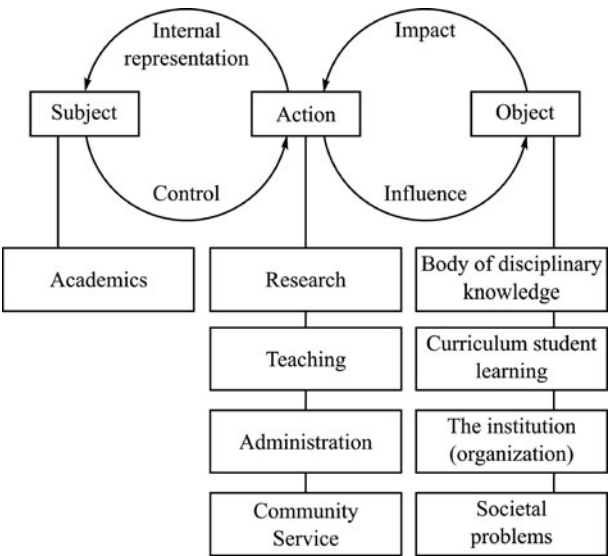 Internal
representation
Impact
Subject
Action
Object
Control
Influence
Academics
Research
Body of disciplinary
knowledge
Teaching
Curriculum student
learning
Administration
The institution
(organization)
Community
Service
Societal
problems